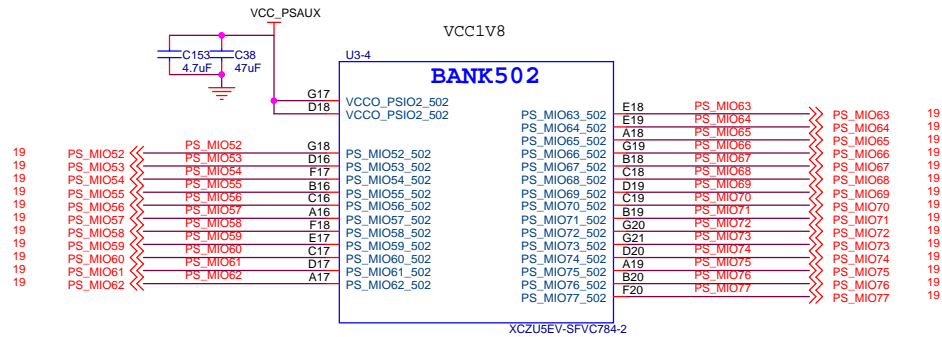 VCC_PSAUX
VCC1V8
C153 C38
4.7uF 47uF
U3-4
BANK502
G17 VCCO_PSIO2_502
D18 VCCO_PSIO2_502
19 PS_MIO52 PS_MIO52 G18 PS_MIO52_502
19 PS_MIO53 PS_MIO53 D16 PS_MIO53_502
19 PS_MIO54 PS_MIO54 F17 PS_MIO54_502
19 PS_MIO55 PS_MIO55 B16 PS_MIO55_502
19 PS_MIO56 PS_MIO56 C16 PS_MIO56_502
19 PS_MIO57 PS_MIO57 A16 PS_MIO57_502
19 PS_MIO58 PS_MIO58 F18 PS_MIO58_502
19 PS_MIO59 PS_MIO59 E17 PS_MIO59_502
19 PS_MIO60 PS_MIO60 C17 PS_MIO60_502
19 PS_MIO61 PS_MIO61 D17 PS_MIO61_502
19 PS_MIO62 PS_MIO62 A17 PS_MIO62_502
PS_MIO63_502 E18 PS_MIO63 PS_MIO63 19
PS_MIO64_502 E19 PS_MIO64 PS_MIO64 19
PS_MIO65_502 A18 PS_MIO65 PS_MIO65 19
PS_MIO66_502 G19 PS_MIO66 PS_MIO66 19
PS_MIO67_502 B18 PS_MIO67 PS_MIO67 19
PS_MIO68_502 C18 PS_MIO68 PS_MIO68 19
PS_MIO69_502 D19 PS_MIO69 PS_MIO69 19
PS_MIO70_502 C19 PS_MIO70 PS_MIO70 19
PS_MIO71_502 B19 PS_MIO71 PS_MIO71 19
PS_MIO72_502 G20 PS_MIO72 PS_MIO72 19
PS_MIO73_502 G21 PS_MIO73 PS_MIO73 19
PS_MIO74_502 D20 PS_MIO74 PS_MIO74 19
PS_MIO75_502 A19 PS_MIO75 PS_MIO75 19
PS_MIO76_502 B20 PS_MIO76 PS_MIO76 19
PS_MIO77_502 F20 PS_MIO77 PS_MIO77 19
XCZU5EV-SFVC784-2